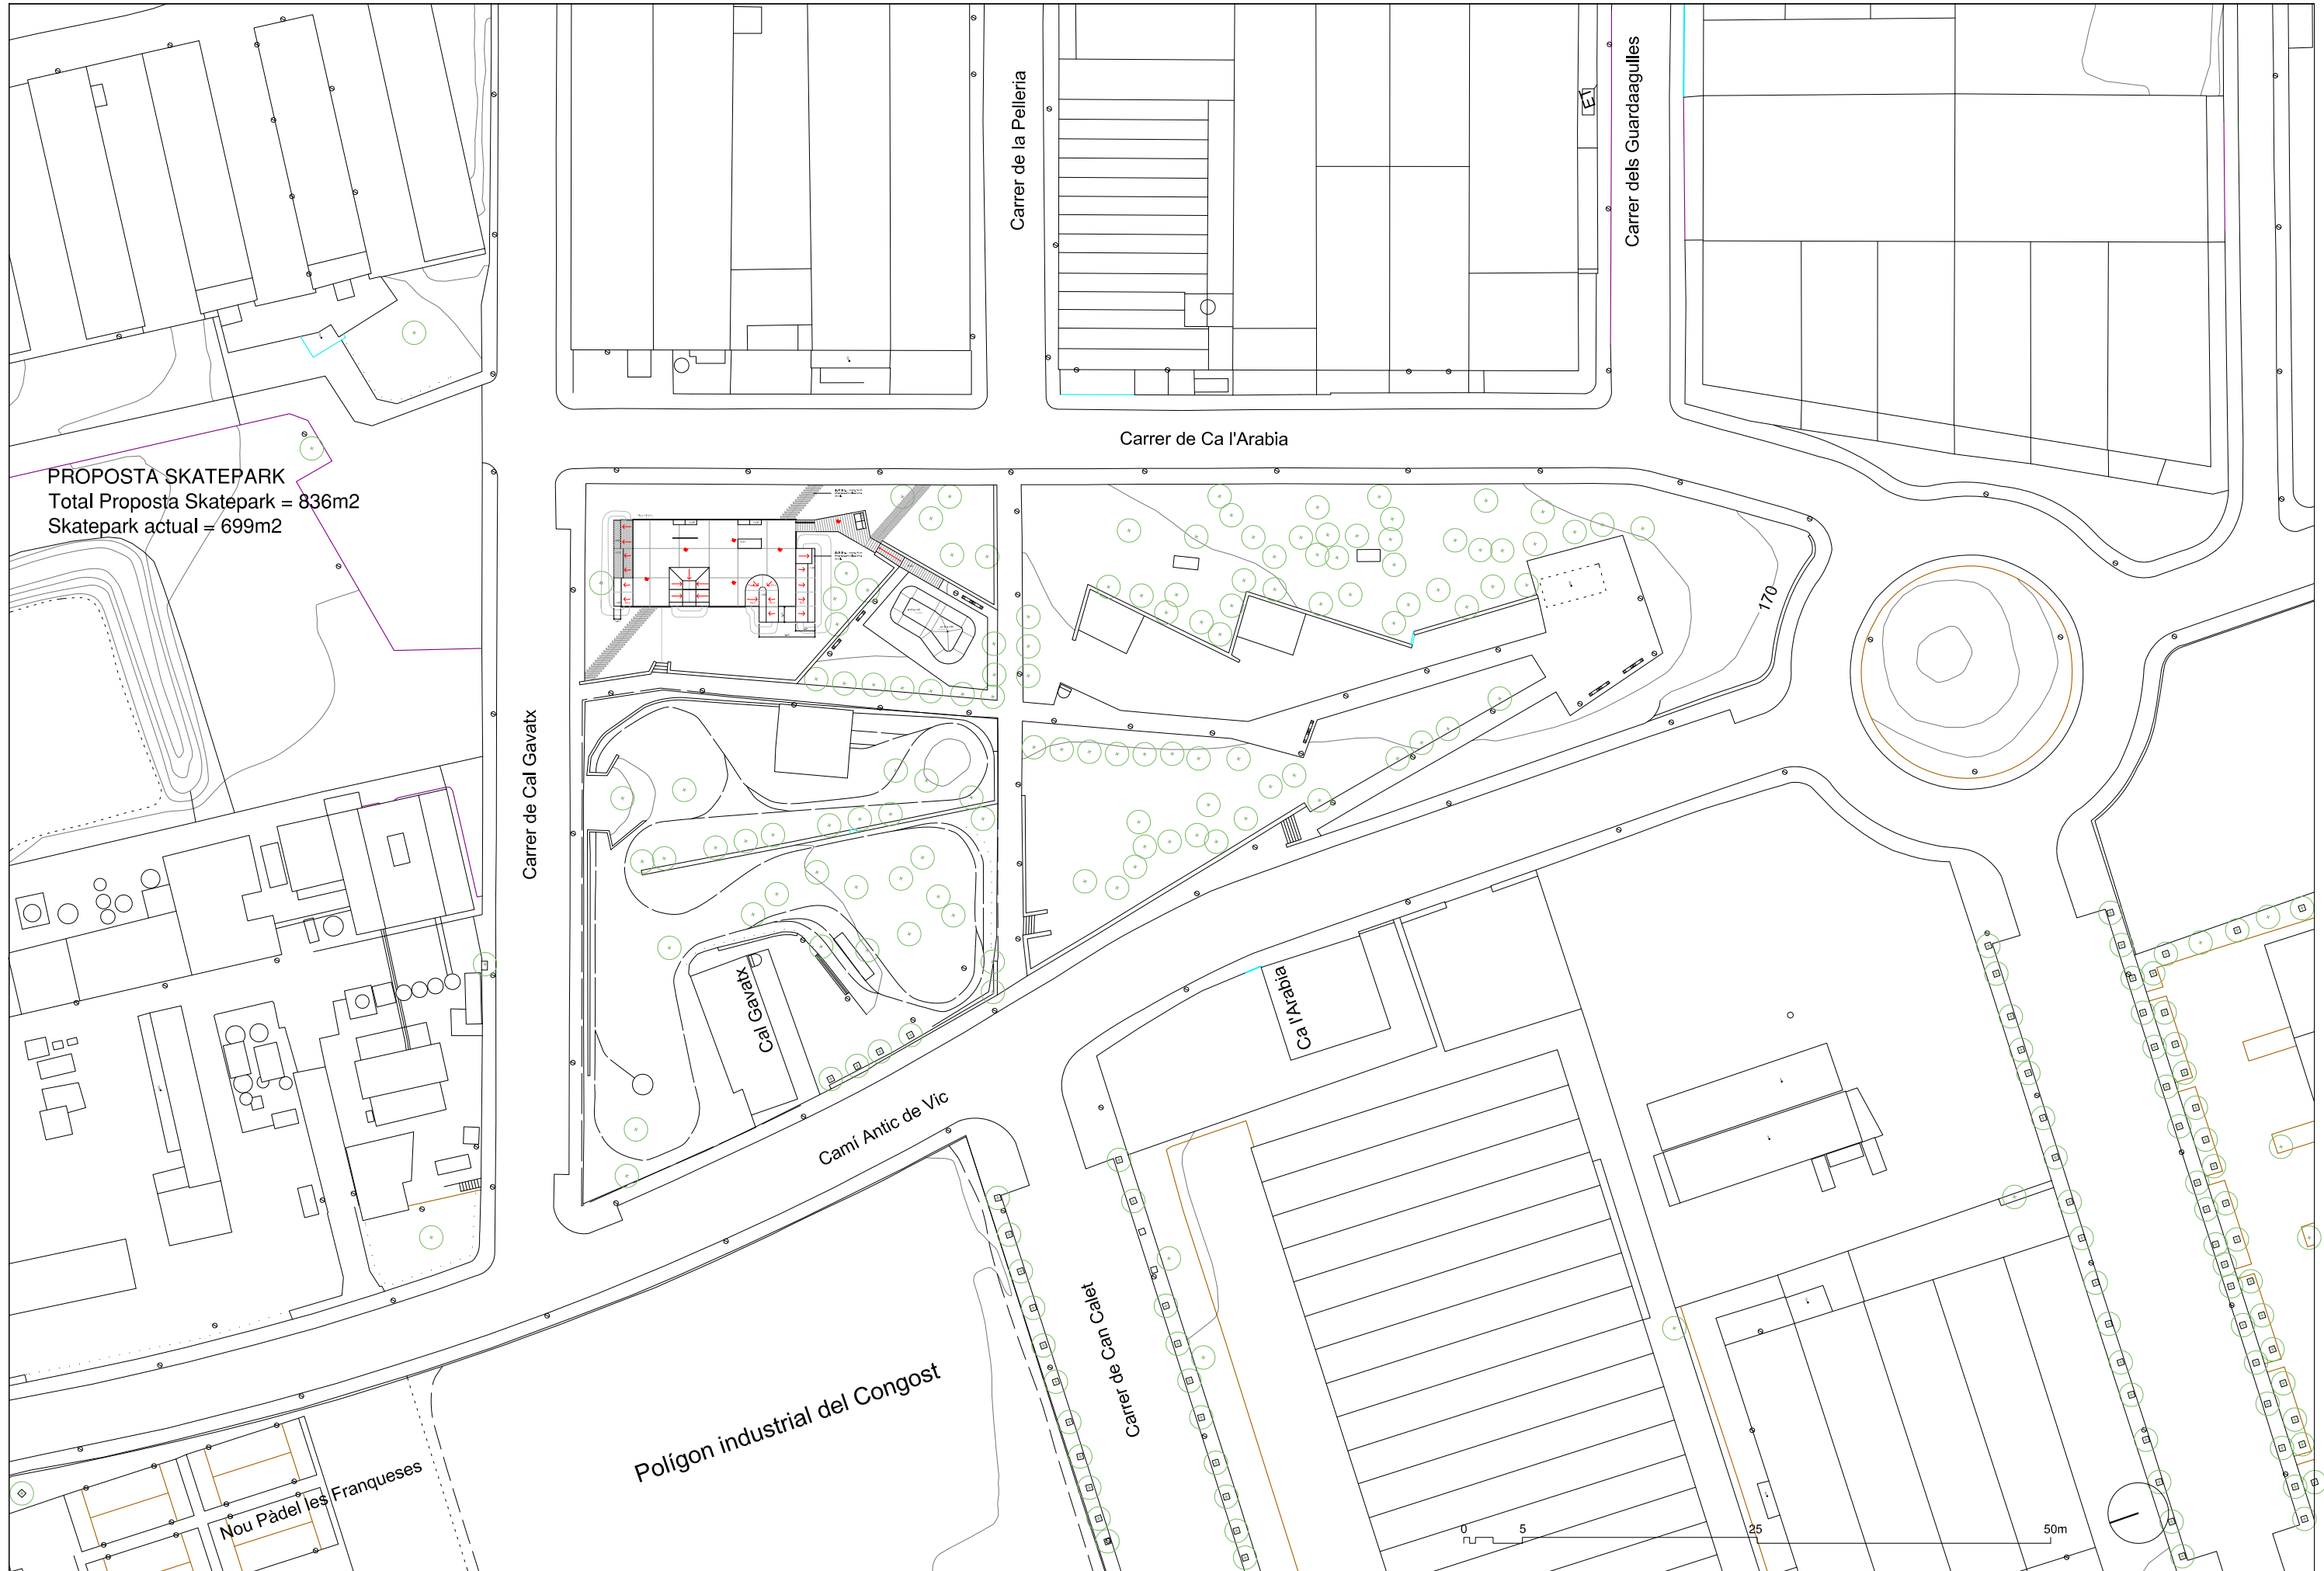 Carrer de la Pelleria
ET
Carrer dels Guardaagulles
Carrer de Ca l'Arabia
PROPOSTA SKATEPARK
Total Proposta Skatepark = 836m2
Skatepark actual = 699m2
170
Carrer de Cal Gavatx
Cal Gavatx
Ca l'Arabia
Camí Antic de Vic
Carrer de Can Calet
Polígon industrial del Congost
Nou Pàdel les Franqueses
0 5 25 50m